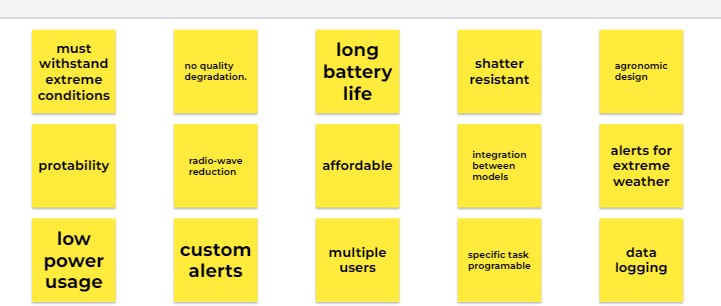 must
withstand
extreme
conditions
no quality
degradation.
long
battery
life
shatter
resistant
agronomic
design
protability
radio-wave
reduction
affordable
integration
between
models
alerts for
extreme
weather
low
power
usage
custom
alerts
multiple
users
specific task
programable
data
logging